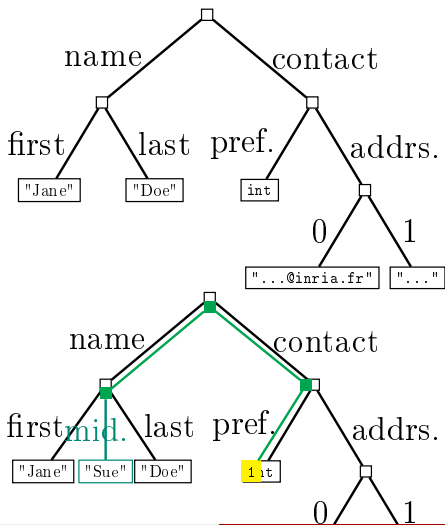 name contact
first last pref. addrs.
"Jane" "Doe" int
0 1
"...@inria.fr" "..."
name contact
first mid. last pref. addrs.
"Jane" "Sue" "Doe" 1nt
0 1